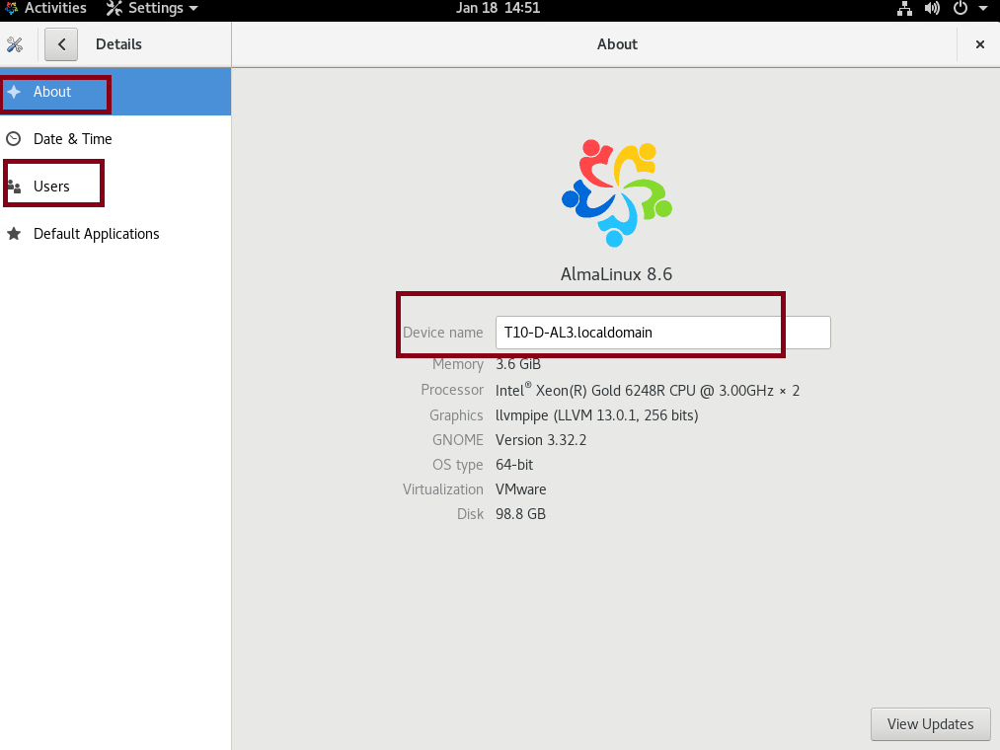 Activities Settings Jan 18 14:51
Details About
About
Date & Time
Users
Default Applications
AlmaLinux 8.6
Device name T10-D-AL3.localdomain
Memory 3.6 GiB
Processor Intel® Xeon(R) Gold 6248R CPU @ 3.00GHz × 2
Graphics llvmpipe (LLVM 13.0.1, 256 bits)
GNOME Version 3.32.2
OS type 64-bit
Virtualization VMware
Disk 98.8 GB
View Updates